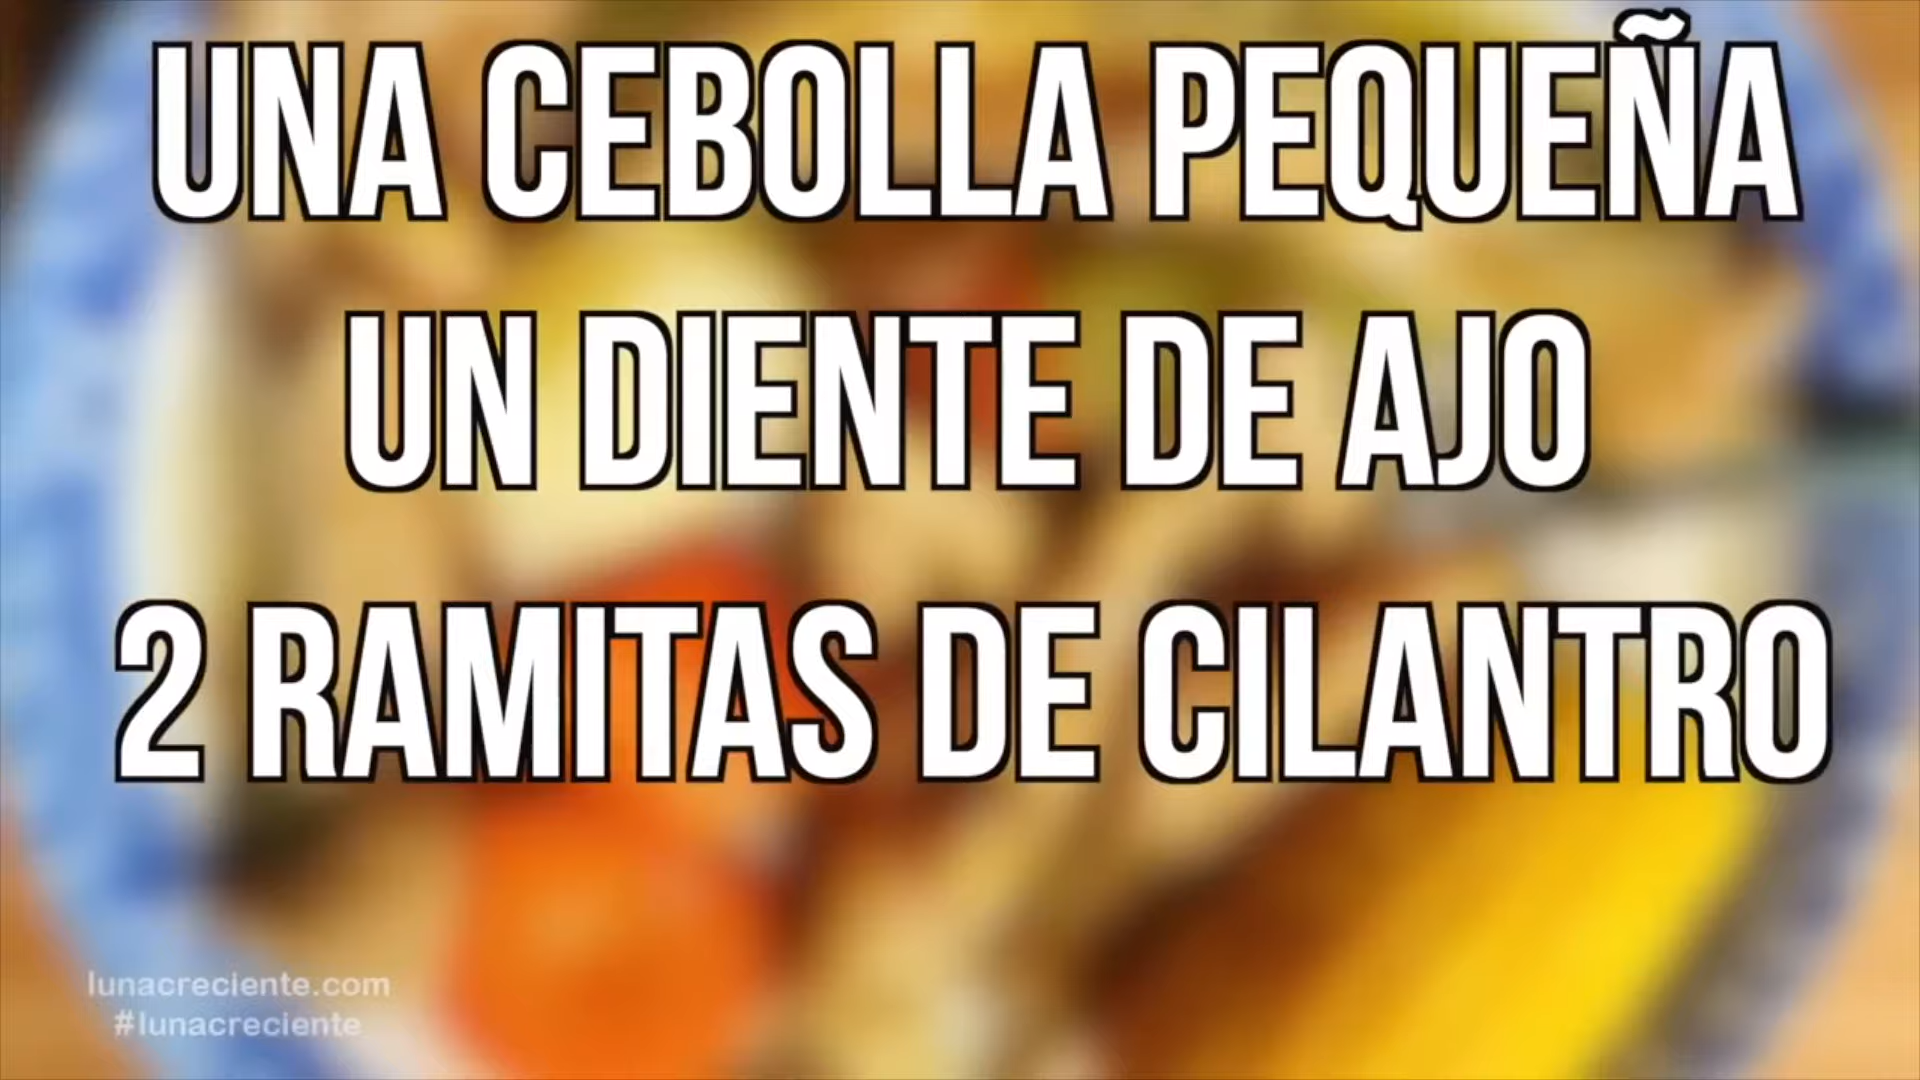 UNA CEBOLLA PEQUEÑA
UN DIENTE DE AJO
2 RAMITAS DE CILANTRO
lunacreciente.com
#lunacreciente